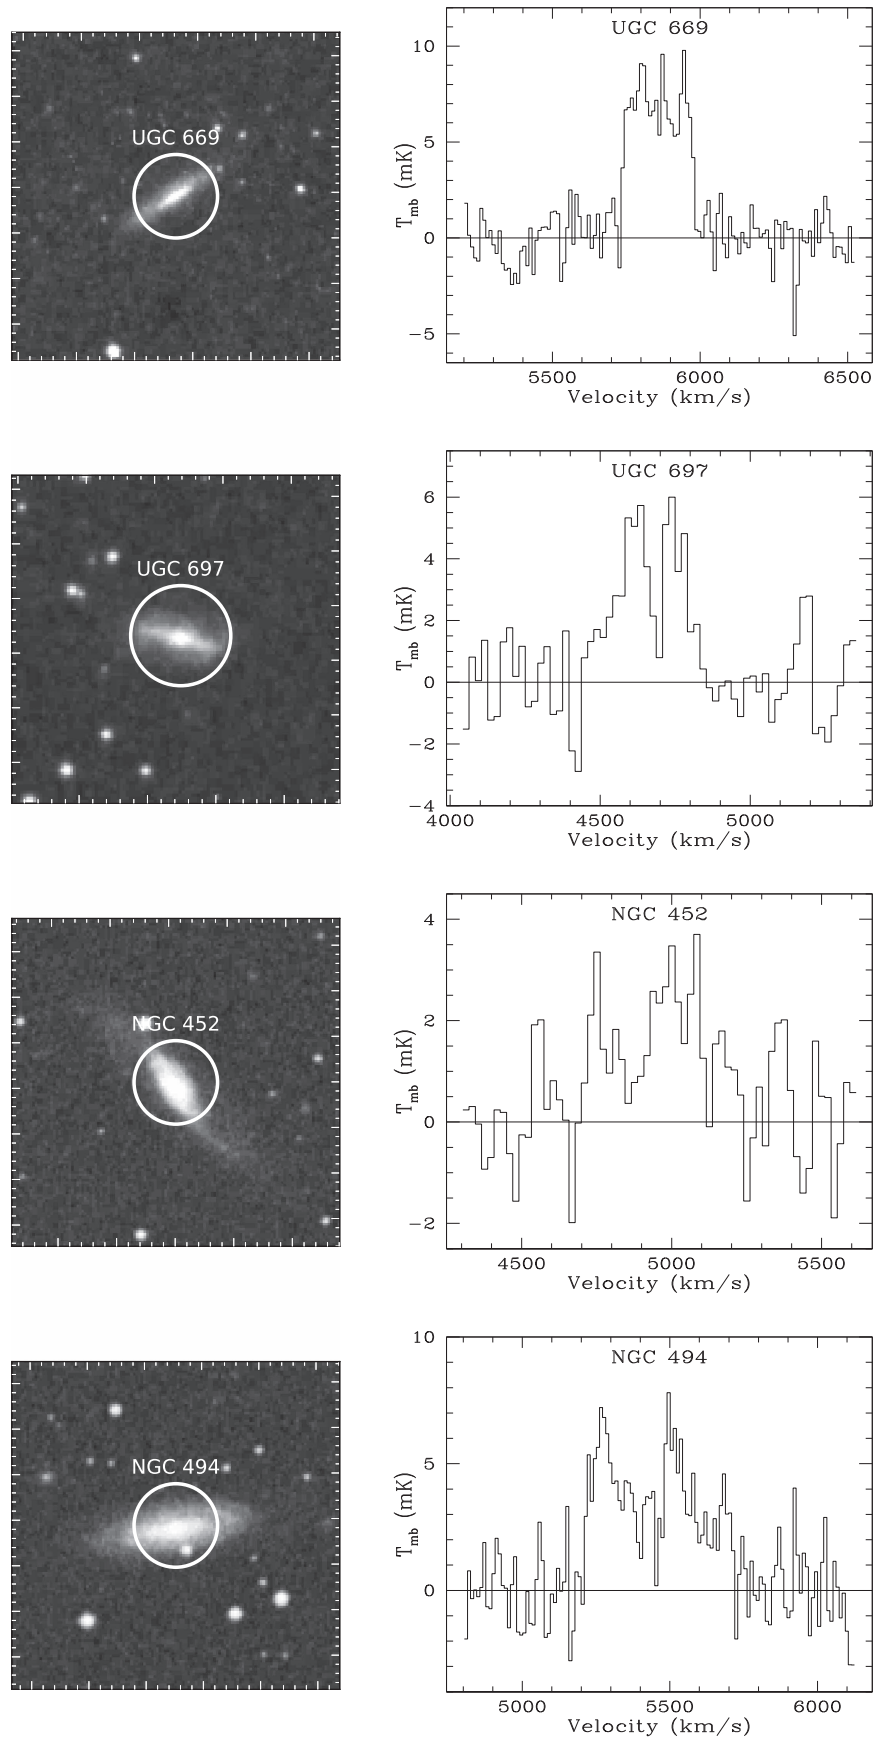 UGC 669
UGC 669
10
5
0
−5
T_mb (mK)
5500 6000 6500
Velocity (km/s)
UGC 697
UGC 697
6
4
2
0
−2
−4
T_mb (mK)
4000 4500 5000
Velocity (km/s)
NGC 452
NGC 452
4
2
0
−2
T_mb (mK)
4500 5000 5500
Velocity (km/s)
NGC 494
NGC 494
10
5
0
T_mb (mK)
5000 5500 6000
Velocity (km/s)